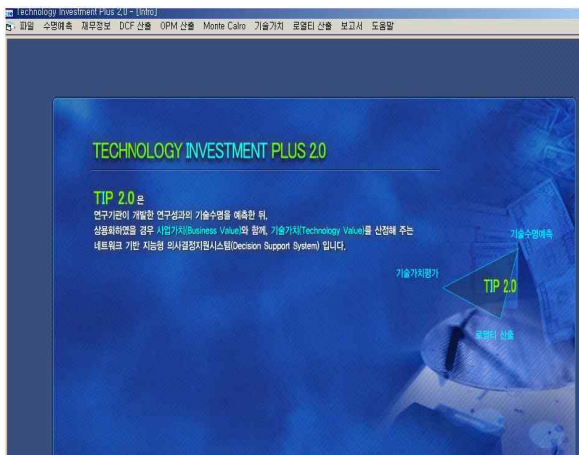 Technology Investment Plus 2.0 - [Intro]
파일 수명예측 재무정보 DCF 산출 OPM 산출 Monte Calro 기술가치 로열티 산출 보고서 도움말
TECHNOLOGY INVESTMENT PLUS 2.0
TIP 2.0 은
연구기관이 개발한 연구성과의 기술수명을 예측한 뒤,
상용화하였을 경우 사업가치(Business Value)와 함께, 기술가치(Technology Value)를 산정해 주는
네트워크 기반 지능형 의사결정지원시스템(Decision Support System) 입니다.
기술수명예측
기술가치평가
TIP 2.0
로열티 산출